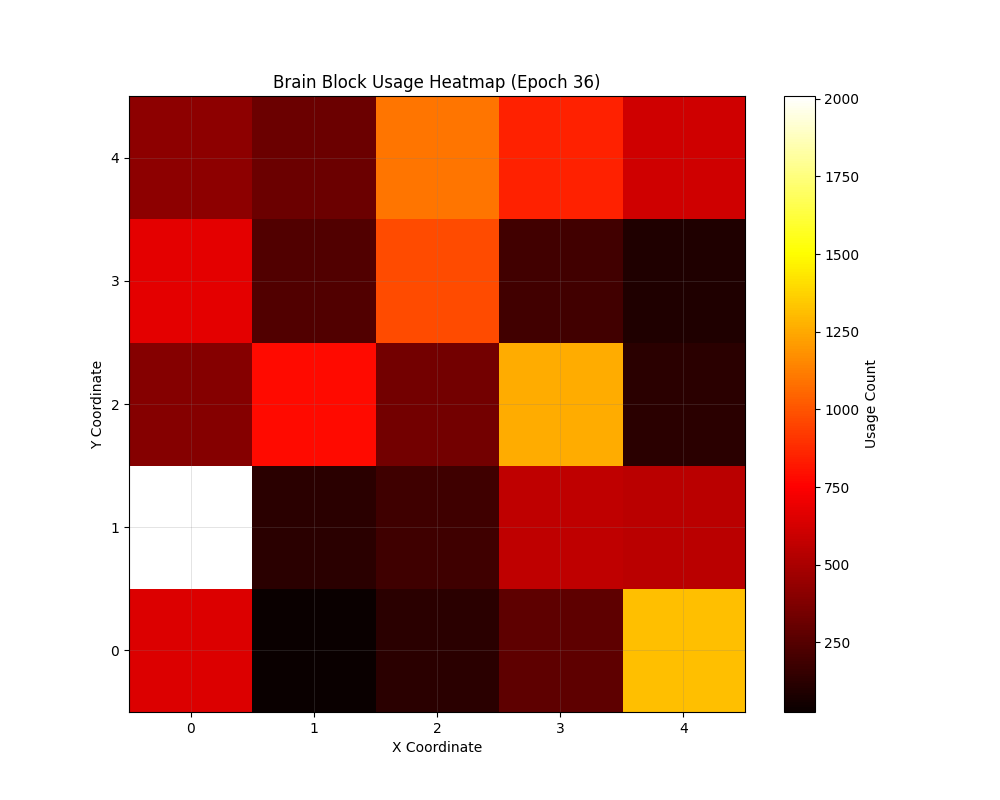 Brain Block Usage Heatmap (Epoch 36)
4
3
2
1
0
Y Coordinate
0 1 2 3 4
X Coordinate
2000
1750
1500
1250
1000
750
500
250
Usage Count